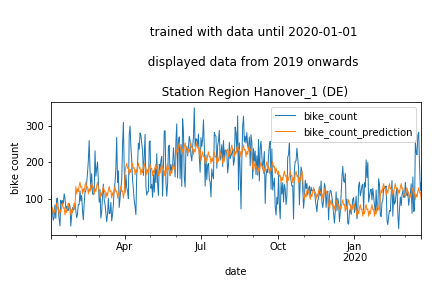 trained with data until 2020-01-01
displayed data from 2019 onwards
Station Region Hannover_1 (DE)
bike_count
bike_count_prediction
300
200
100
bike count
Apr
Jul
Oct
Jan
2020
date